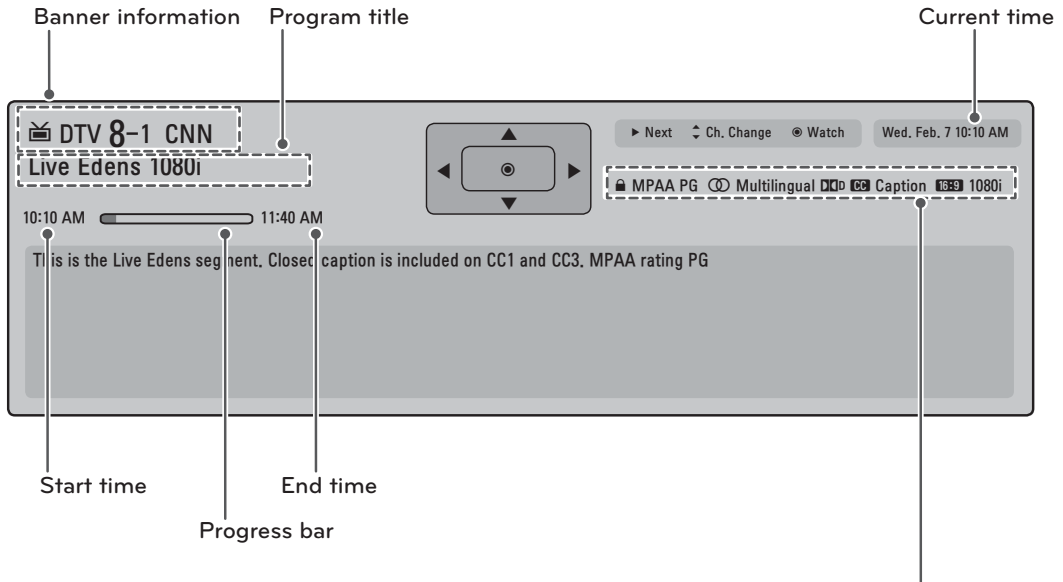 Banner information Program title Current time
DTV 8-1 CNN
▶ Next Ch. Change ◉ Watch Wed. Feb. 7 10:10 AM
Live Edens 1080i
MPAA PG Multilingual DD D CC Caption 16:9 1080i
10:10 AM 11:40 AM
This is the Live Edens segment. Closed caption is included on CC1 and CC3. MPAA rating PG
Start time End time
Progress bar